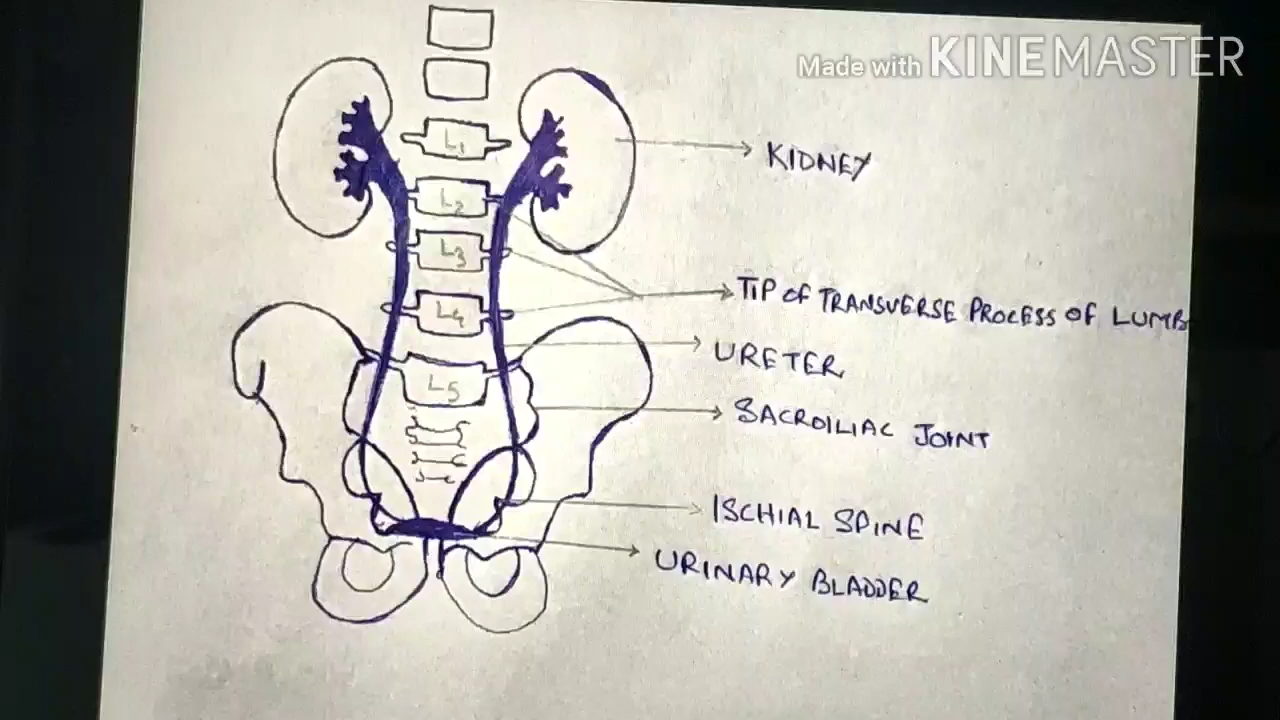 Made with KINEMASTER
L1
KIDNEY
L2
L3
TIP OF TRANSVERSE PROCESS OF LUMB
L4
URETER
L5
SACROILIAC JOINT
ISCHIAL SPINE
URINARY BLADDER